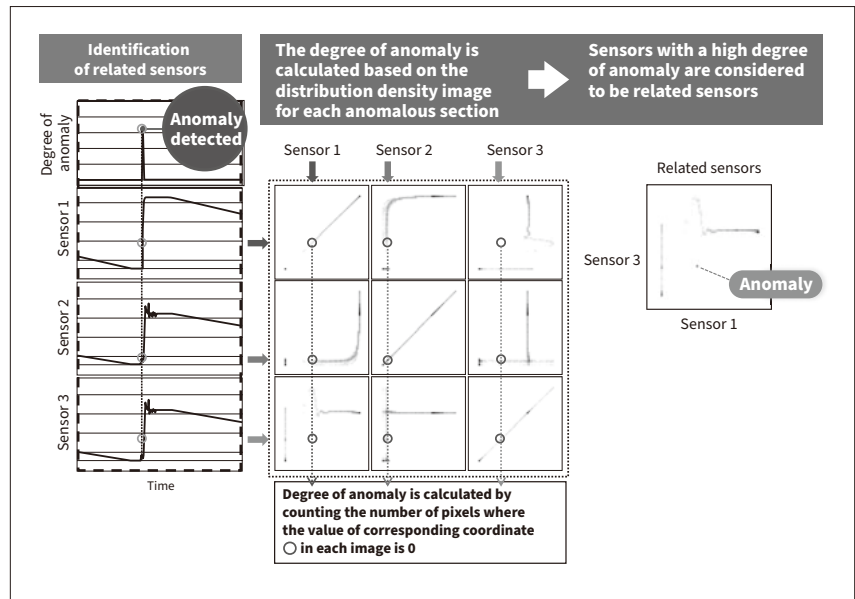 Identification
of related sensors
The degree of anomaly is
calculated based on the
distribution density image
for each anomalous section
Sensors with a high degree
of anomaly are considered
to be related sensors
Degree of
anomaly
Anomaly
detected
Sensor 1
Sensor 2
Sensor 3
Time
Sensor 1
Sensor 2
Sensor 3
Degree of anomaly is calculated by
counting the number of pixels where
the value of corresponding coordinate
○ in each image is 0
Related sensors
Sensor 3
Anomaly
Sensor 1